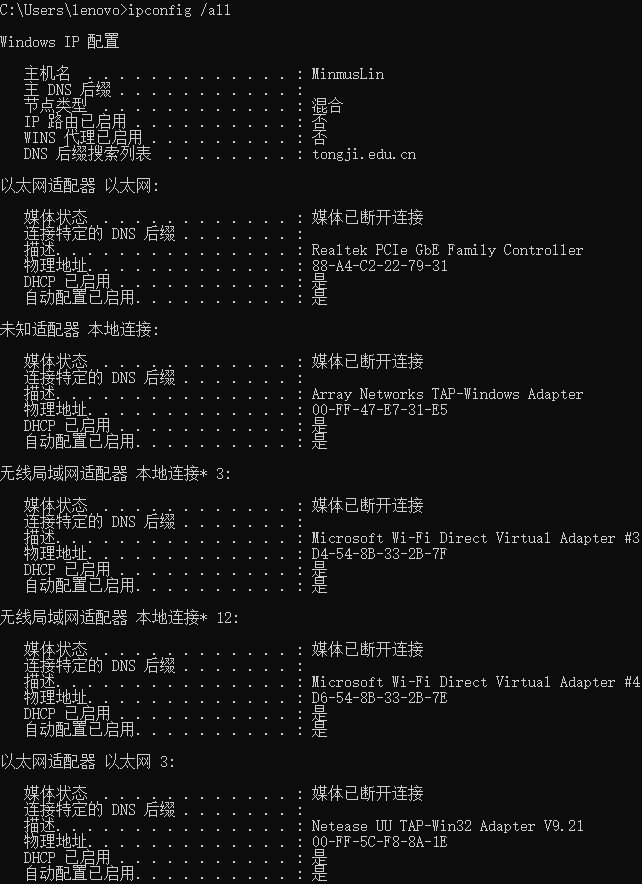 C:\Users\lenovo>ipconfig /all
Windows IP 配置
主机名 . . . . . . . . . . . . . : MinmusLin
主 DNS 后缀 . . . . . . . . . . . :
节点类型 . . . . . . . . . . . . : 混合
IP 路由已启用 . . . . . . . . . . : 否
WINS 代理已启用 . . . . . . . . . : 否
DNS 后缀搜索列表 . . . . . . . . : tongji.edu.cn
以太网适配器 以太网:
媒体状态 . . . . . . . . . . . . : 媒体已断开连接
连接特定的 DNS 后缀 . . . . . . . :
描述. . . . . . . . . . . . . . . : Realtek PCIe GbE Family Controller
物理地址. . . . . . . . . . . . . : 88-A4-C2-22-79-31
DHCP 已启用 . . . . . . . . . . . : 是
自动配置已启用. . . . . . . . . . : 是
未知适配器 本地连接:
媒体状态 . . . . . . . . . . . . : 媒体已断开连接
连接特定的 DNS 后缀 . . . . . . . :
描述. . . . . . . . . . . . . . . : Array Networks TAP-Windows Adapter
物理地址. . . . . . . . . . . . . : 00-FF-47-E7-31-E5
DHCP 已启用 . . . . . . . . . . . : 是
自动配置已启用. . . . . . . . . . : 是
无线局域网适配器 本地连接* 3:
媒体状态 . . . . . . . . . . . . : 媒体已断开连接
连接特定的 DNS 后缀 . . . . . . . :
描述. . . . . . . . . . . . . . . : Microsoft Wi-Fi Direct Virtual Adapter #3
物理地址. . . . . . . . . . . . . : D4-54-8B-33-2B-7F
DHCP 已启用 . . . . . . . . . . . : 是
自动配置已启用. . . . . . . . . . : 是
无线局域网适配器 本地连接* 12:
媒体状态 . . . . . . . . . . . . : 媒体已断开连接
连接特定的 DNS 后缀 . . . . . . . :
描述. . . . . . . . . . . . . . . : Microsoft Wi-Fi Direct Virtual Adapter #4
物理地址. . . . . . . . . . . . . : D6-54-8B-33-2B-7E
DHCP 已启用 . . . . . . . . . . . : 是
自动配置已启用. . . . . . . . . . : 是
以太网适配器 以太网 3:
媒体状态 . . . . . . . . . . . . : 媒体已断开连接
连接特定的 DNS 后缀 . . . . . . . :
描述. . . . . . . . . . . . . . . : Netease UU TAP-Win32 Adapter V9.21
物理地址. . . . . . . . . . . . . : 00-FF-5C-F8-8A-1E
DHCP 已启用 . . . . . . . . . . . : 是
自动配置已启用. . . . . . . . . . : 是